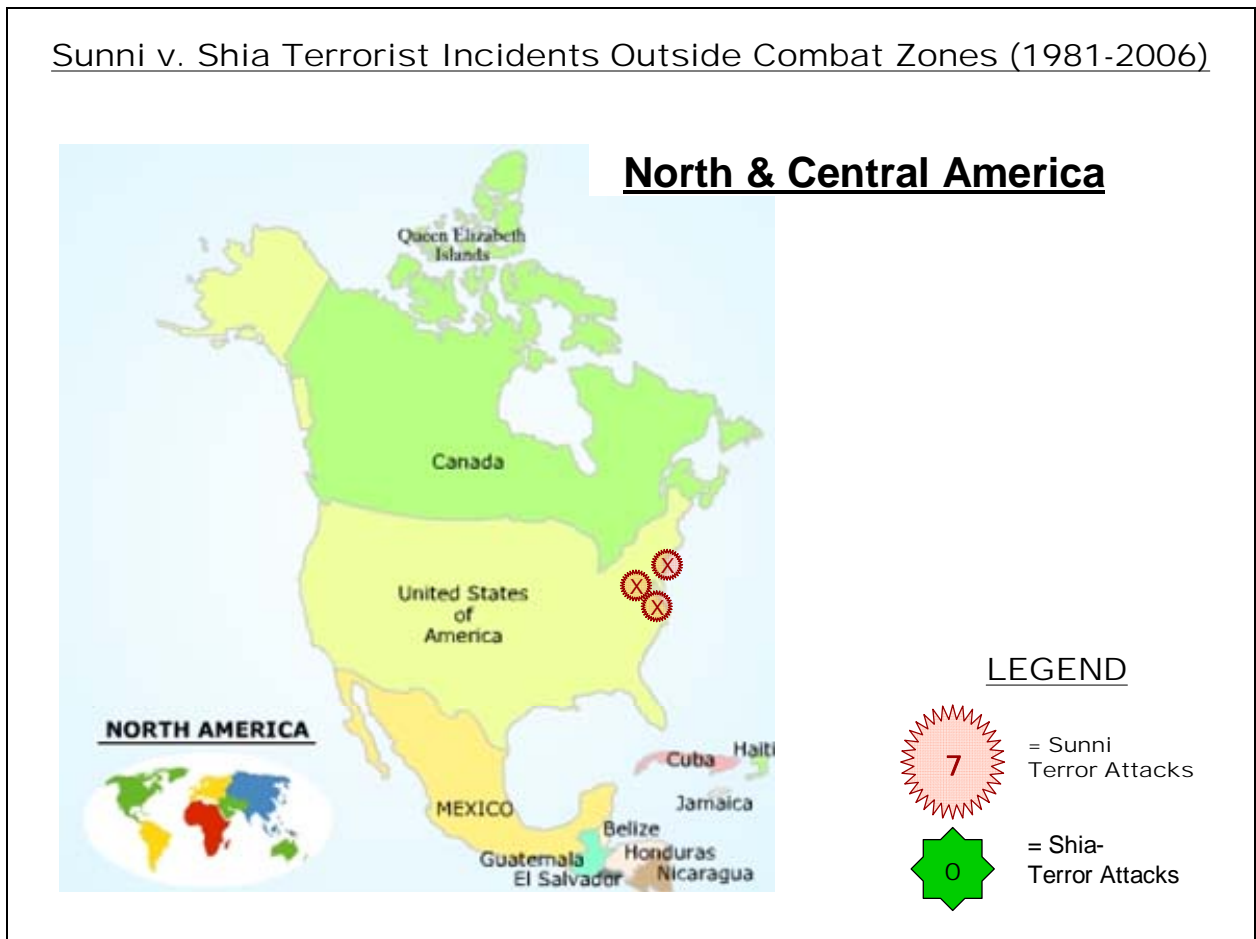 Sunni v. Shia Terrorist Incidents Outside Combat Zones (1981-2006)
North & Central America
Queen Elizabeth
Islands
Canada
X
X
X
United States
of
America
LEGEND
NORTH AMERICA
7
= Sunni
Terror Attacks
Cuba
Haiti
Jamaica
MEXICO
Belize
Guatemala
Honduras
El Salvador
Nicaragua
0
= Shia-
Terror Attacks